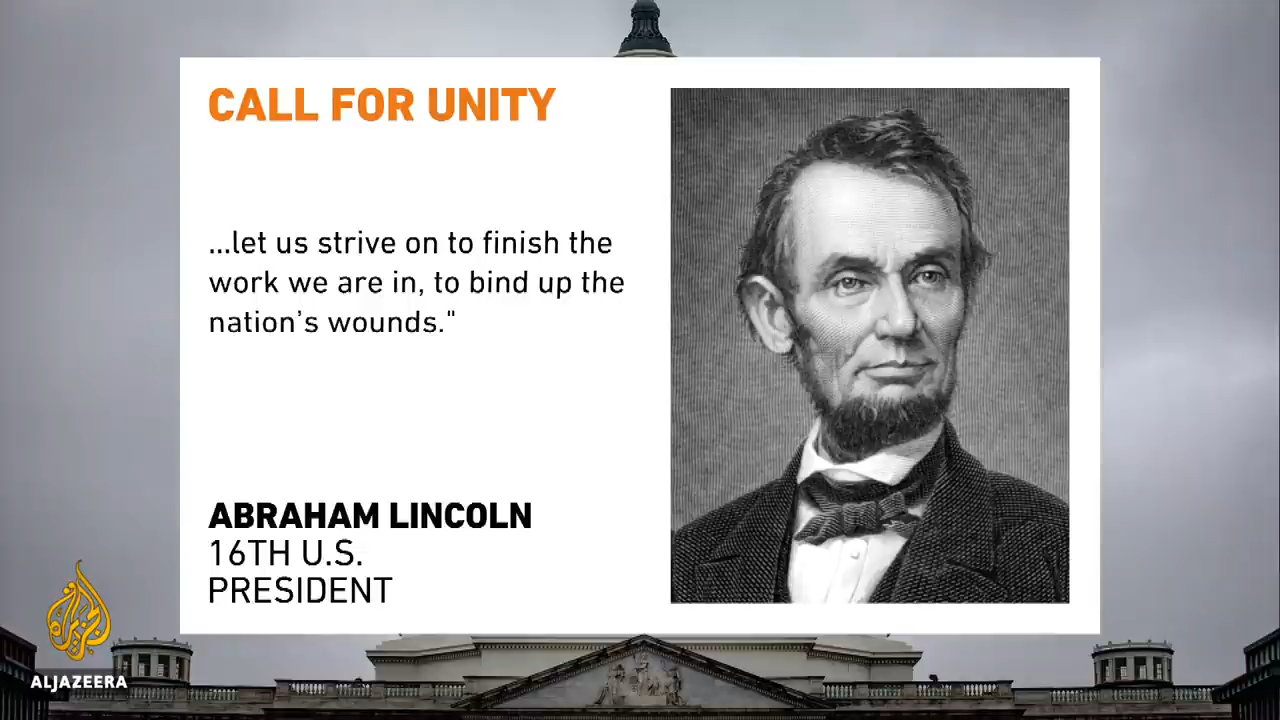 CALL FOR UNITY
...let us strive on to finish the
work we are in, to bind up the
nation’s wounds."
ABRAHAM LINCOLN
16TH U.S.
PRESIDENT
الجزيرة
ALJAZEERA